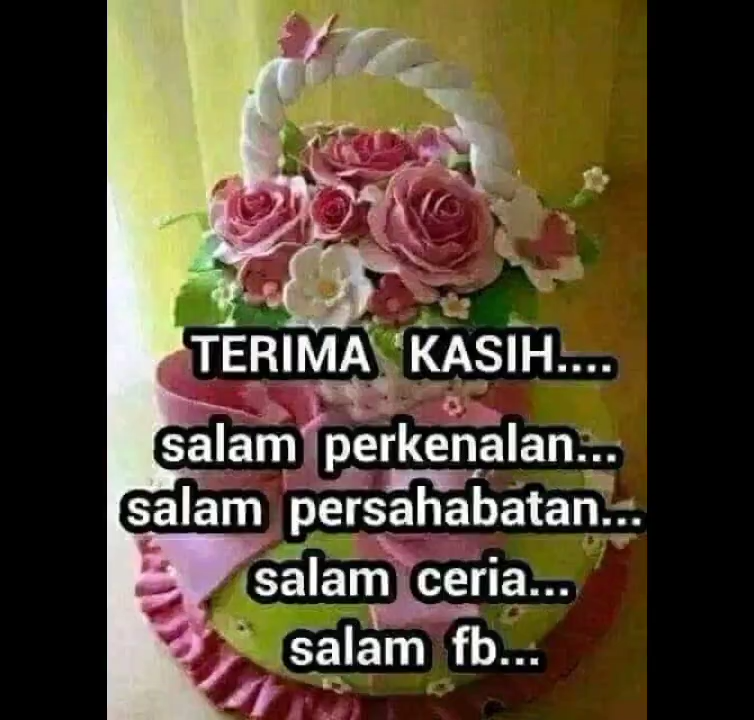 TERIMA KASIH....
salam perkenalan...
salam persahabatan...
salam ceria...
salam fb...